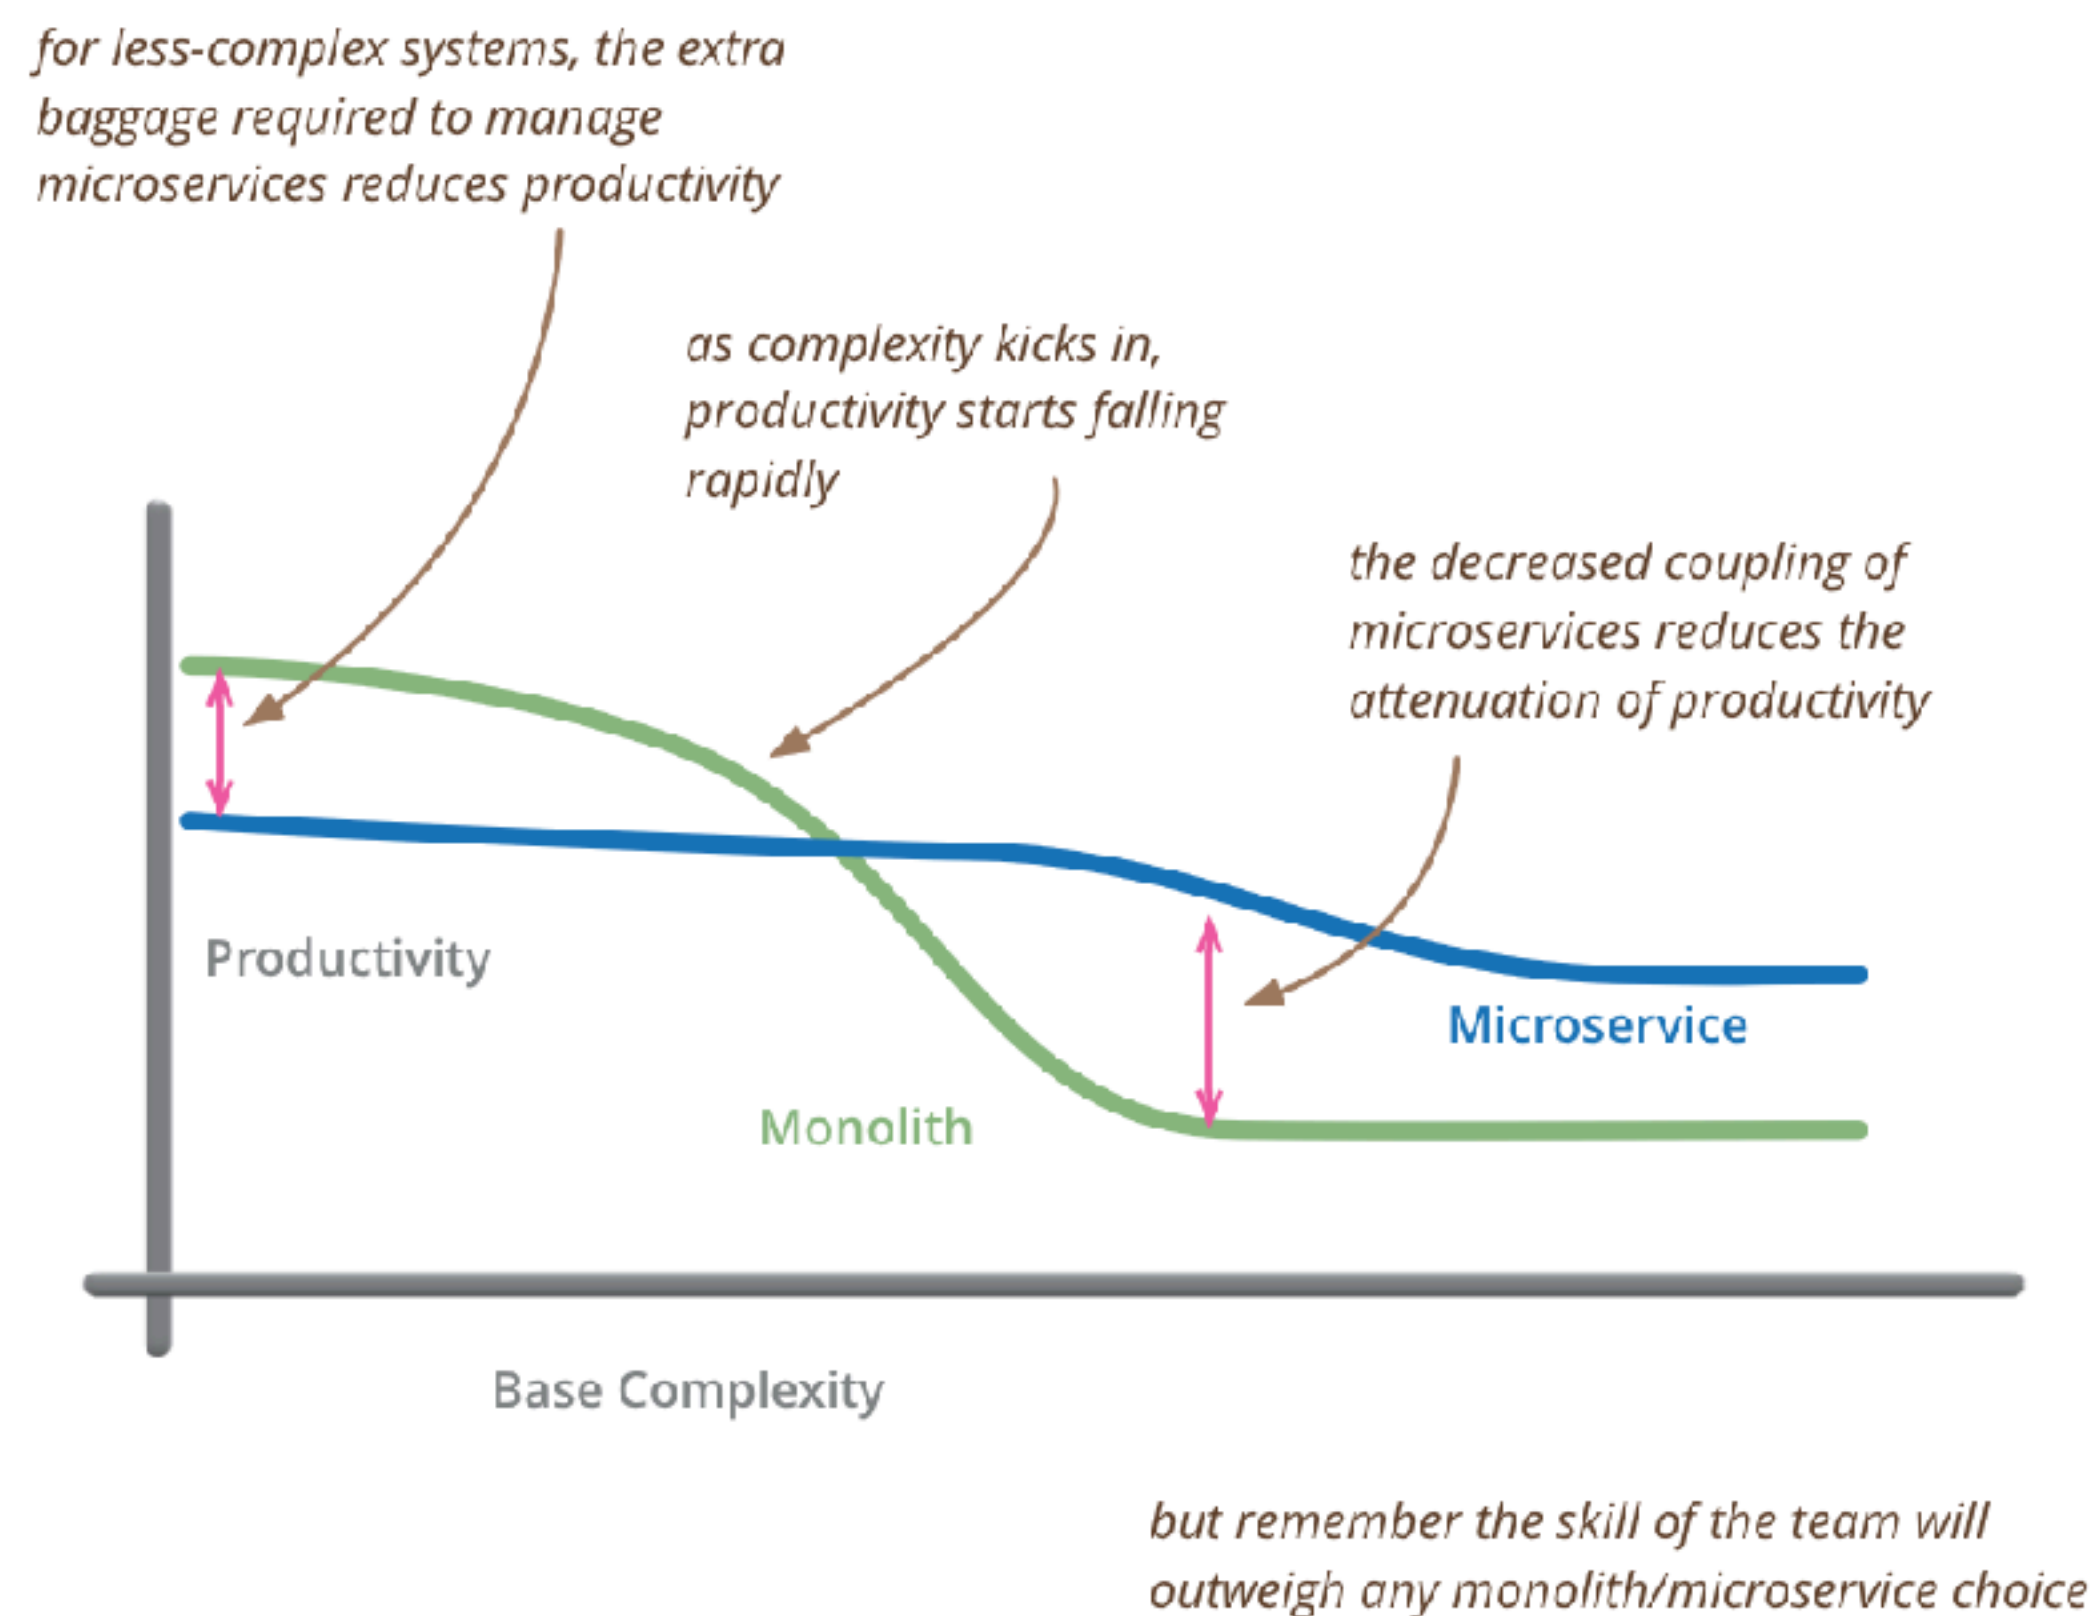 for less-complex systems, the extra
baggage required to manage
microservices reduces productivity
as complexity kicks in,
productivity starts falling
rapidly
the decreased coupling of
microservices reduces the
attenuation of productivity
Productivity
Microservice
Monolith
Base Complexity
but remember the skill of the team will
outweigh any monolith/microservice choice